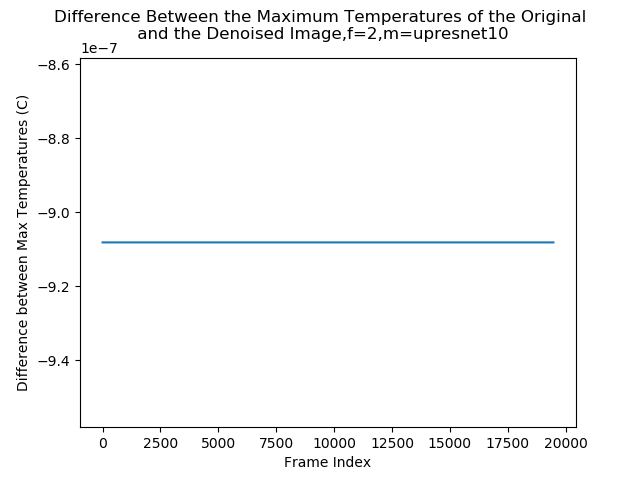 Difference Between the Maximum Temperatures of the Original
and the Denoised Image,f=2,m=upresnet10
1e−7
−8.6
−8.8
−9.0
−9.2
−9.4
Difference between Max Temperatures (C)
0 2500 5000 7500 10000 12500 15000 17500 20000
Frame Index